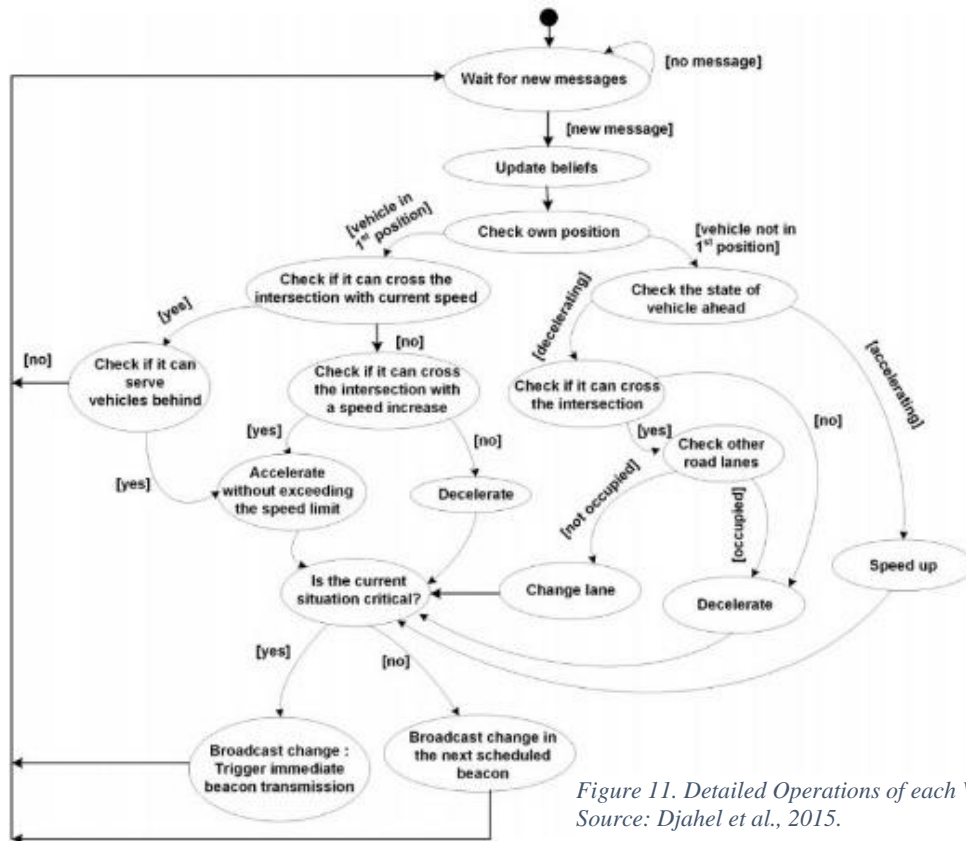 [no message]
Wait for new messages
[new message]
Update beliefs
[vehicle in
1st position]
Check own position
[vehicle not in
1st position]
Check if it can cross the
intersection with current speed
Check the state of
vehicle ahead
[yes]
[no]
[decelerating]
[accelerating]
[no]
Check if it can
serve
vehicles behind
Check if it can cross
the intersection with
a speed increase
Check if it can cross
the intersection
[no]
[yes]
Check other
road lanes
[yes]
[yes]
[no]
Accelerate
without exceeding
the speed limit
Decelerate
[not occupied]
[occupied]
Is the current
situation critical?
Change lane
Decelerate
Speed up
[yes]
[no]
Broadcast change :
Trigger immediate
beacon transmission
Broadcast change in
the next scheduled
beacon
Figure 11. Detailed Operations of each
Source: Djahel et al., 2015.